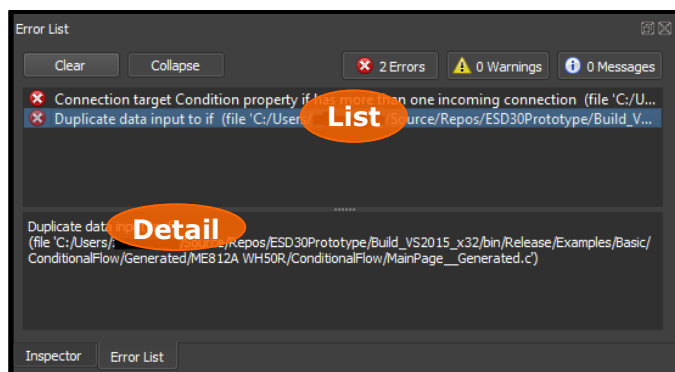 Error List
Clear Collapse 2 Errors 0 Warnings 0 Messages
Connection target Condition property if has more than one incoming connection (file 'C:/U...
Duplicate data input to if (file 'C:/Users/ /Source/Repos/ESD30Prototype/Build_V...
List
Duplicate data
Detail
(file 'C:/Users/ /Source/Repos/ESD30Prototype/Build_VS2015_x32/bin/Release/Examples/Basic/
ConditionalFlow/Generated/ME812A WH50R/ConditionalFlow/MainPage__Generated.c')
Inspector Error List